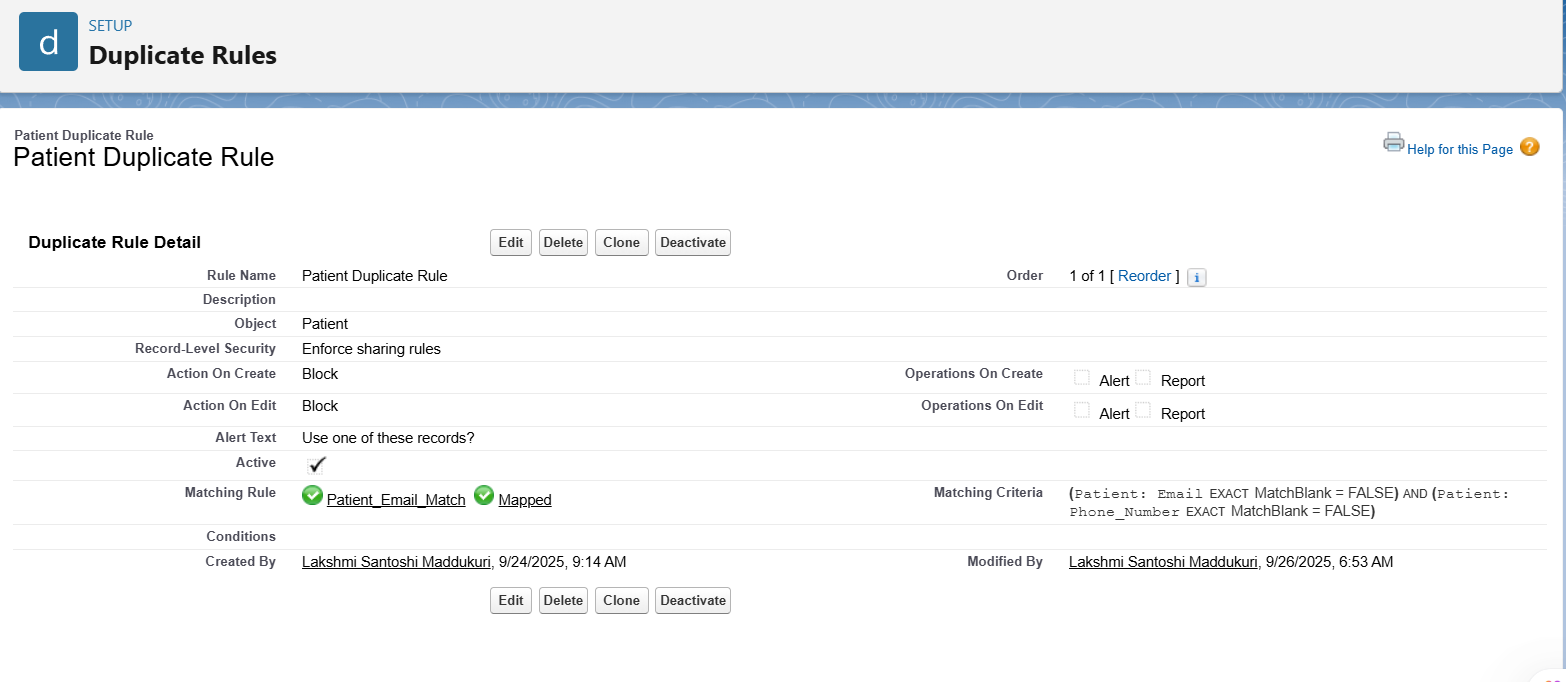 d
SETUP
Duplicate Rules
Patient Duplicate Rule
Patient Duplicate Rule
Help for this Page ?
Duplicate Rule Detail
Edit Delete Clone Deactivate
Rule Name Patient Duplicate Rule Order 1 of 1 [ Reorder ] i
Description
Object Patient
Record-Level Security Enforce sharing rules
Action On Create Block Operations On Create Alert Report
Action On Edit Block Operations On Edit Alert Report
Alert Text Use one of these records?
Active
Matching Rule Patient_Email_Match Mapped Matching Criteria (Patient: Email EXACT MatchBlank = FALSE) AND (Patient:
Phone_Number EXACT MatchBlank = FALSE)
Conditions
Created By Lakshmi Santoshi Maddukuri, 9/24/2025, 9:14 AM Modified By Lakshmi Santoshi Maddukuri, 9/26/2025, 6:53 AM
Edit Delete Clone Deactivate